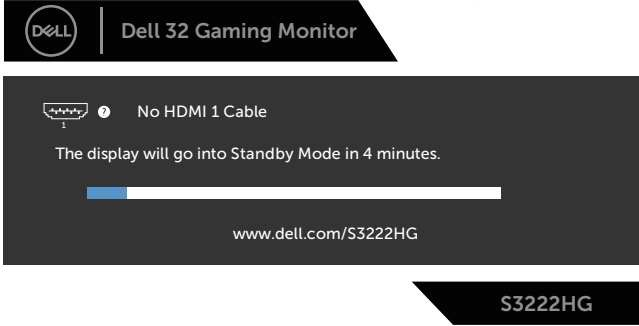 DELL
Dell 32 Gaming Monitor
? No HDMI 1 Cable
1
The display will go into Standby Mode in 4 minutes.
www.dell.com/S3222HG
S3222HG